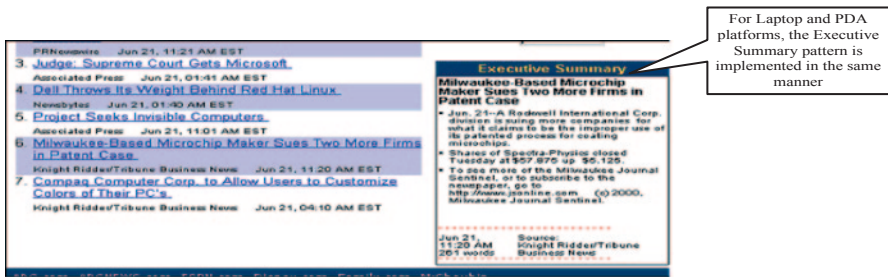 For Laptop and PDA
platforms, the Executive
Summary pattern is
implemented in the same
manner
PRNewswire Jun 21, 11:21 AM EST
3. Judge: Supreme Court Gets Microsoft
Associated Press Jun 21, 01:41 AM EST
4. Dell Throws Its Weight Behind Red Hat Linux
Newsbytes Jun 21, 01:40 AM EST
5. Project Seeks Invisible Computers
Associated Press Jun 21, 11:01 AM EST
6. Milwaukee-Based Microchip Maker Sues Two More Firms
in Patent Case
Knight Ridder/Tribune Business News Jun 21, 11:20 AM EST
7. Compaq Computer Corp. to Allow Users to Customize
Colors of Their PC's
Knight Ridder/Tribune Business News Jun 21, 04:10 AM EST
Executive Summary
Milwaukee-Based Microchip
Maker Sues Two More Firms in
Patent Case
• Jun. 21--A Rockwell International Corp.
division is suing more companies for
what it claims to be the improper use of
its patented process for coating
microchips.
• Shares of Spectra-Physics closed
Tuesday at $57.875 up $5.125.
• To see more of the Milwaukee Journal
Sentinel, or to subscribe to the
newspaper, go to
http://www.jsonline.com (c) 2000,
Milwaukee Journal Sentinel.
Jun 21, Source:
11:20 AM Knight Ridder/Tribune
261 words Business News